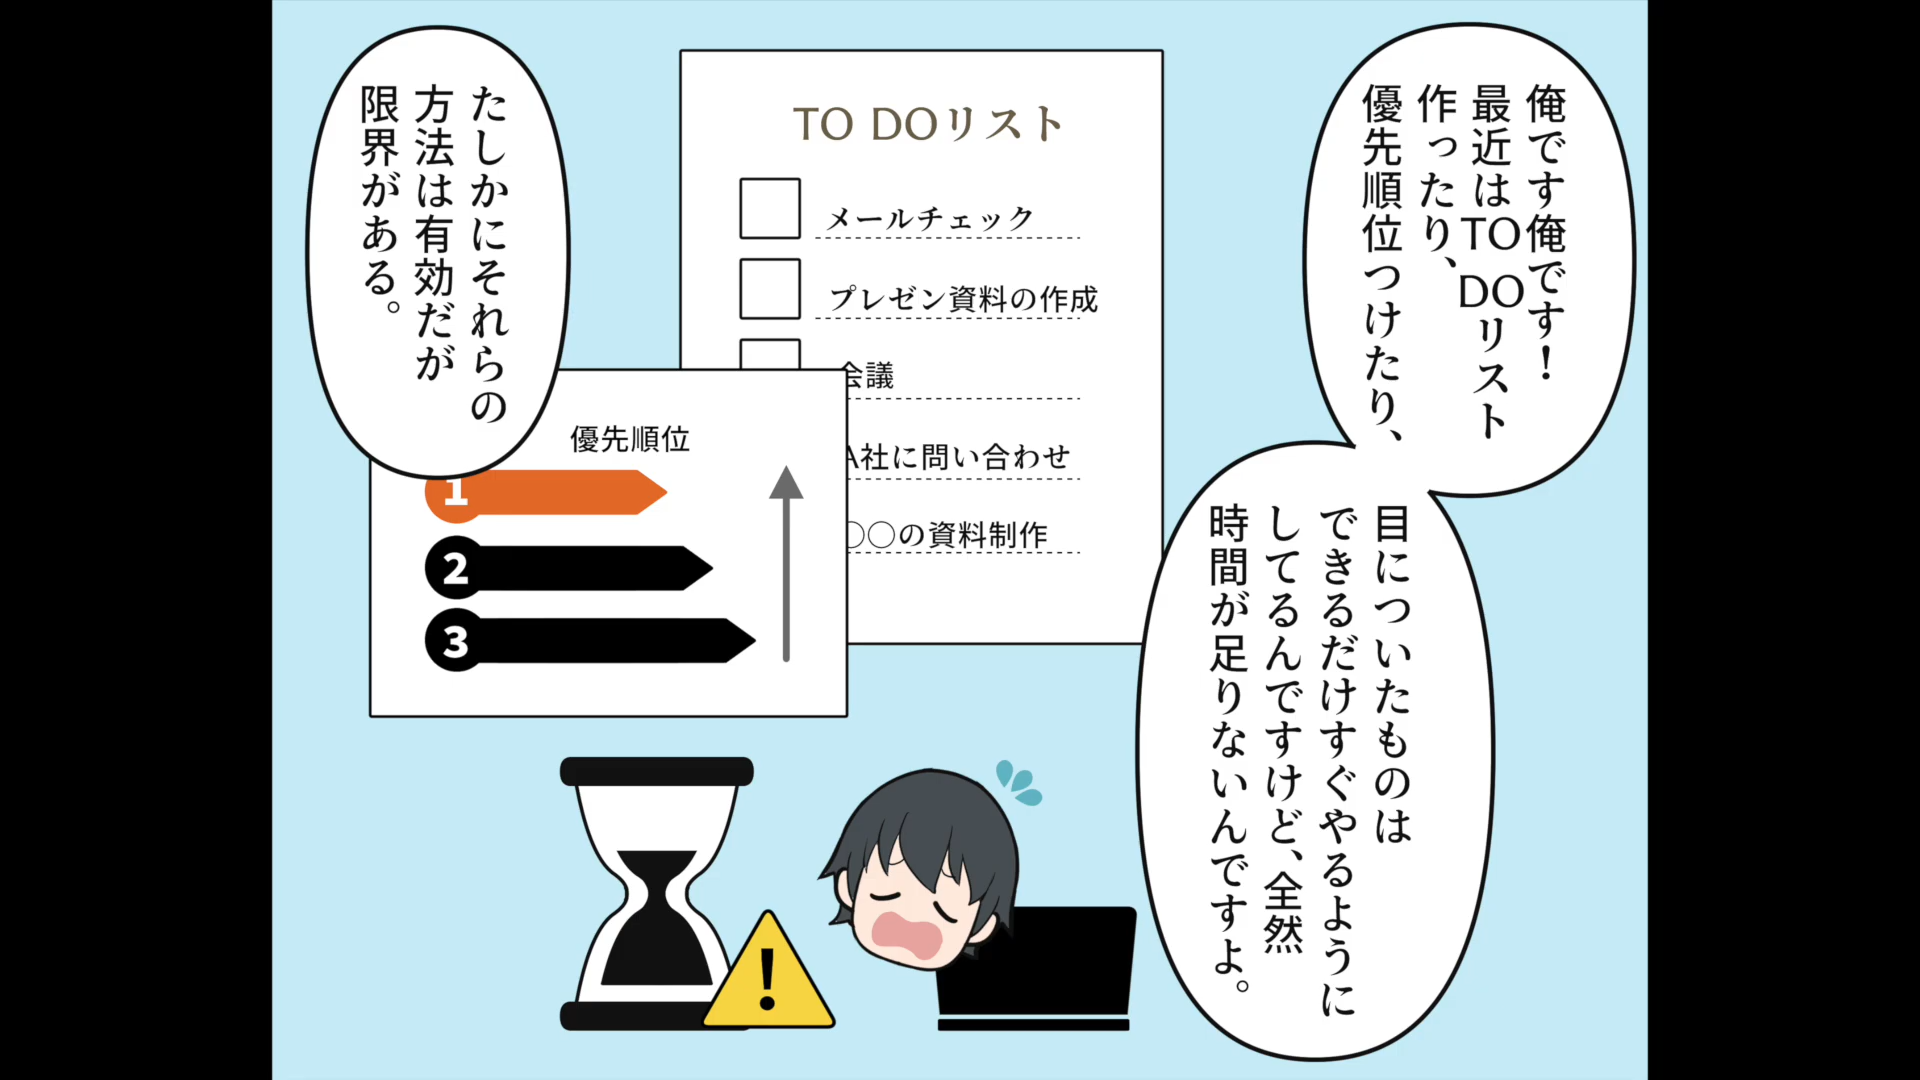 俺です俺です！
最近はTO DOリスト
作ったり、
優先順位つけたり、
目についたものは
できるだけすぐやるように
してるんですけど、全然
時間が足りないんですよ。
たしかにそれらの
方法は有効だが
限界がある。
TO DOリスト
メールチェック
プレゼン資料の作成
会議
A社に問い合わせ
〇〇の資料制作
優先順位
1
2
3
!